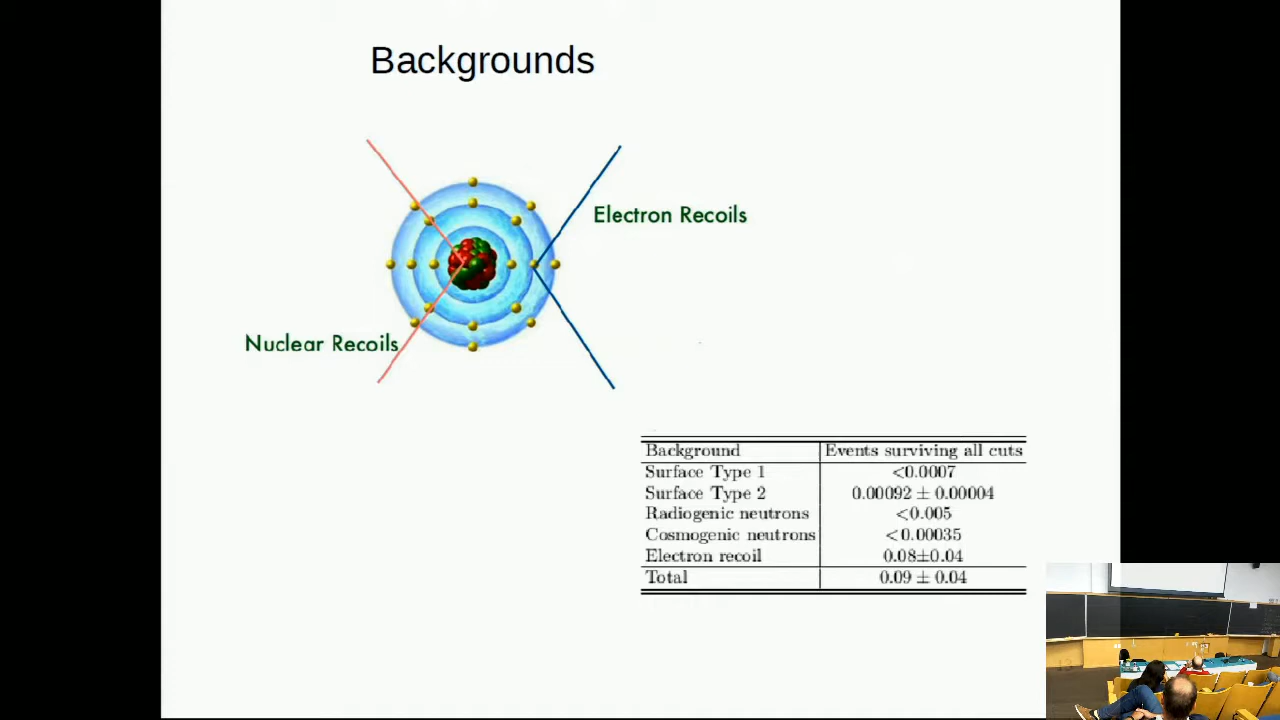 Backgrounds
Electron Recoils
Nuclear Recoils
Background Events surviving all cuts
Surface Type 1 <0.0007
Surface Type 2 0.00092 ± 0.00004
Radiogenic neutrons <0.005
Cosmogenic neutrons <0.00035
Electron recoil 0.08±0.04
Total 0.09 ± 0.04